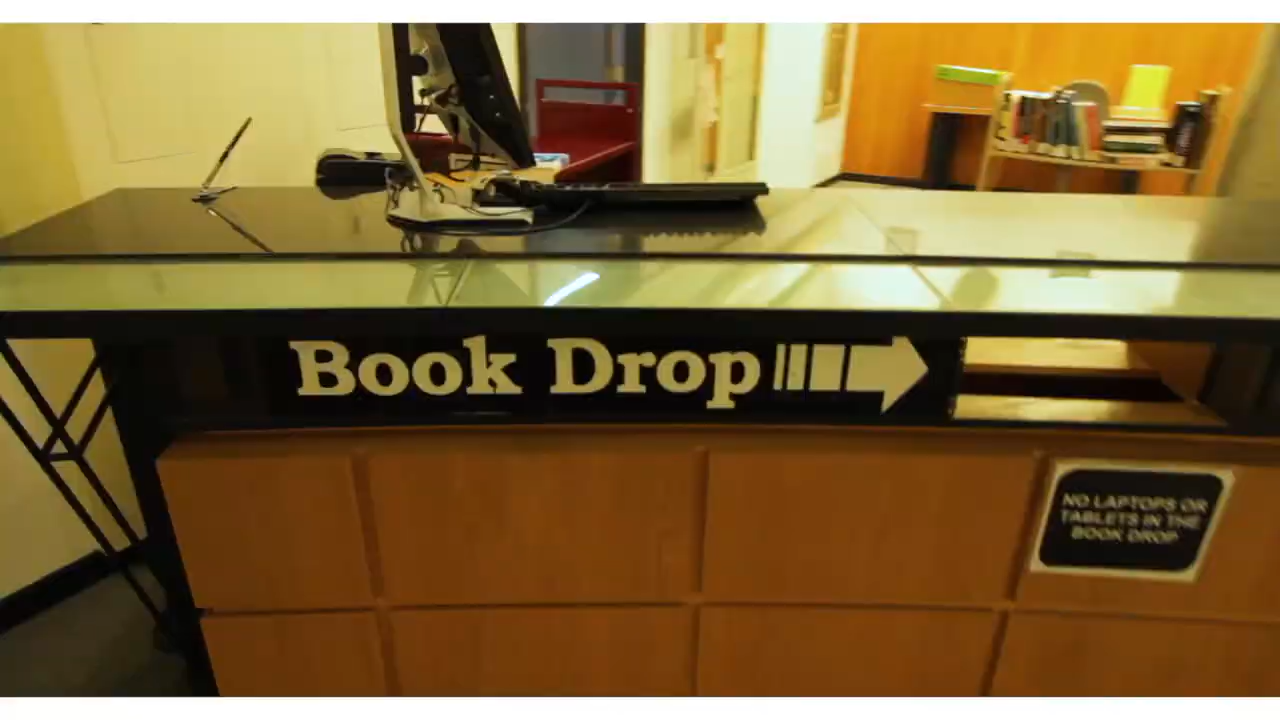 Book Drop
NO LAPTOPS OR
TABLETS IN THE
BOOK DROP